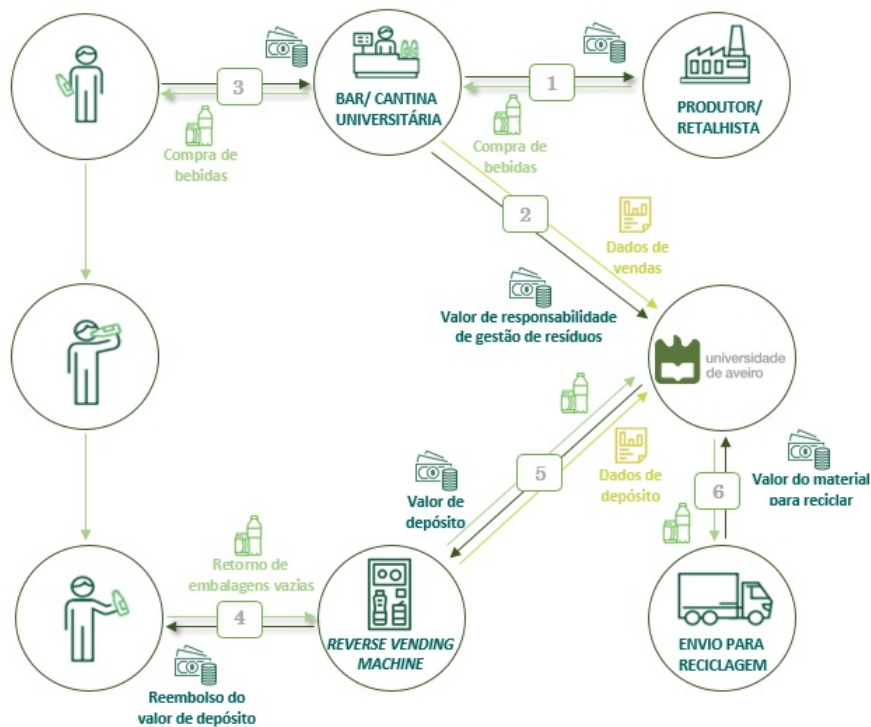 3
BAR/ CANTINA
UNIVERSITÁRIA
1
PRODUTOR/
RETALHISTA
Compra de
bebidas
Compra de
bebidas
2
Dados de
vendas
Valor de responsabilidade
de gestão de resíduos
universidade
de aveiro
5
Valor de
depósito
Dados de
depósito
6
Valor do material
para reciclar
Retorno de
embalagens vazias
4
REVERSE VENDING
MACHINE
ENVIO PARA
RECICLAGEM
Reembolso do
valor de depósito